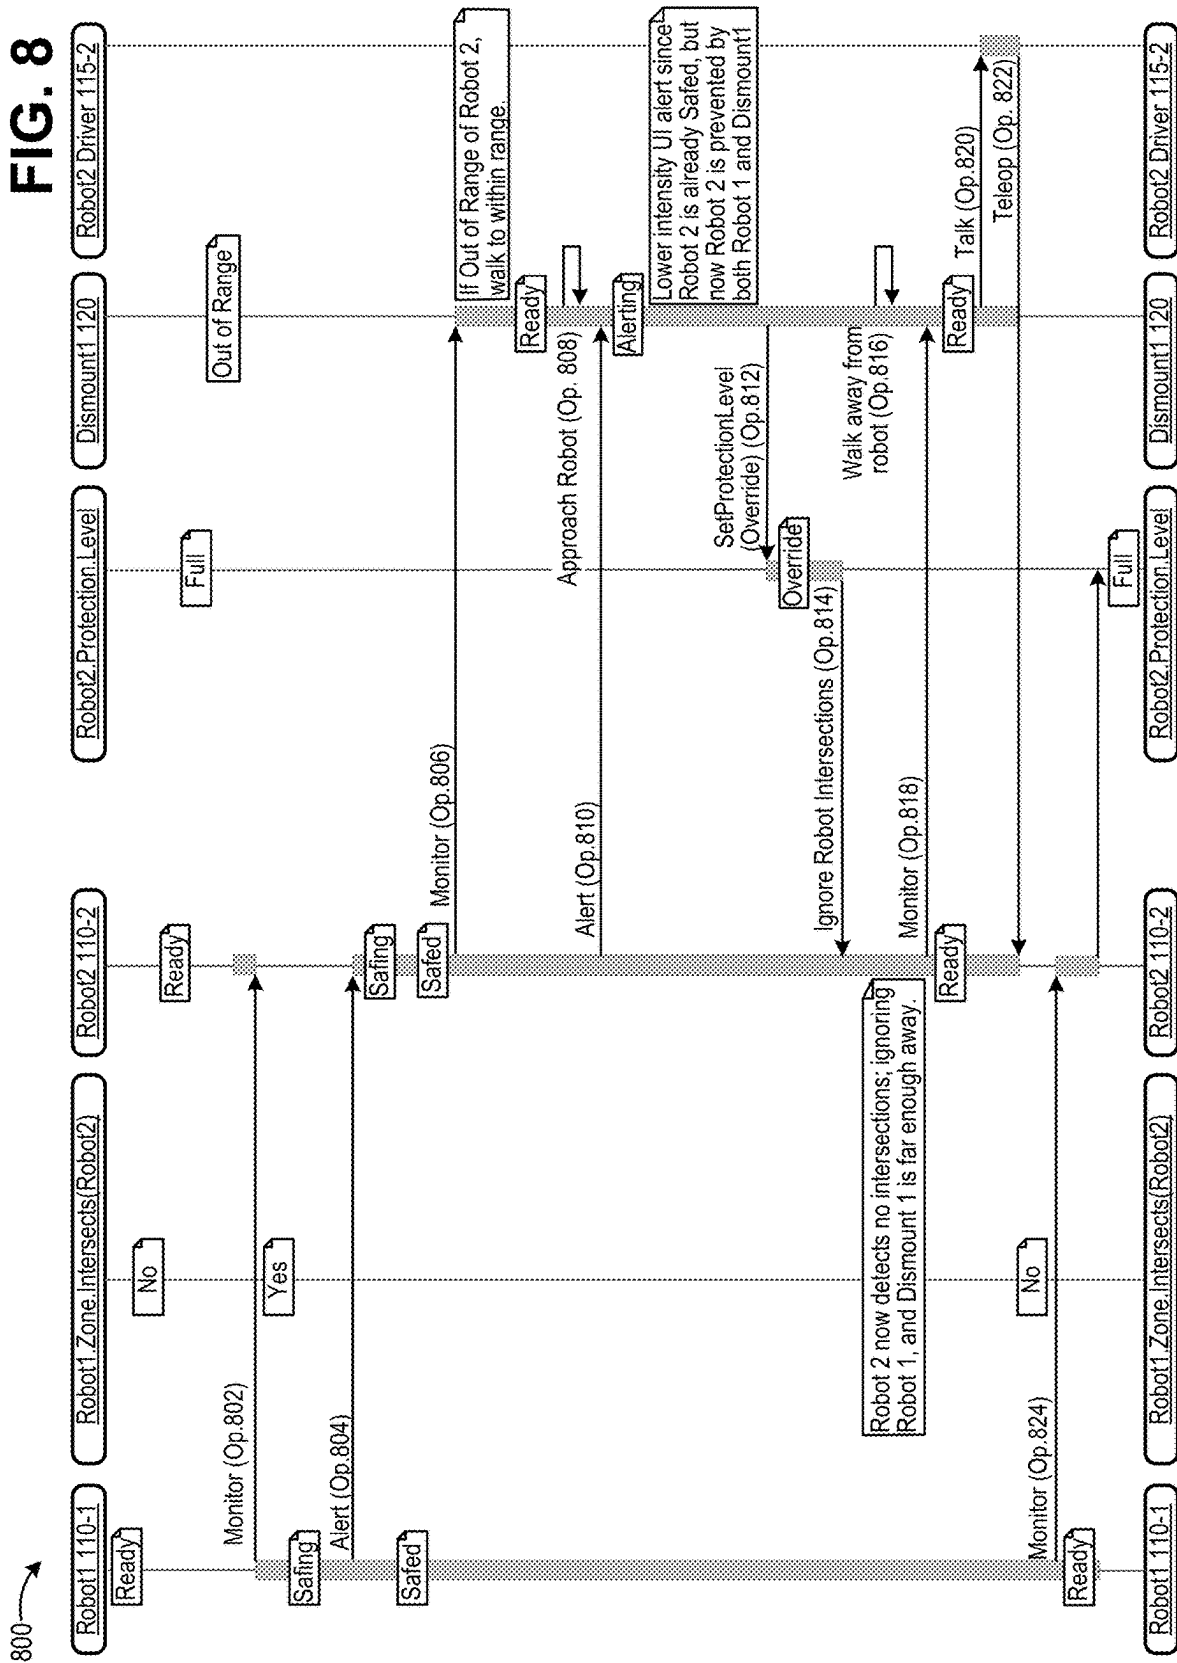 FIG. 8
800
Robot1 110-1
Robot1.Zone.Intersects(Robot2)
Robot2 110-2
Robot2.Protection.Level
Dismount1 120
Robot2 Driver 115-2
Ready
No
Ready
Full
Out of Range
Monitor (Op.802)
Yes
Safing
Alert (Op.804)
Safing
Safed
Safed
Monitor (Op.806)
If Out of Range of Robot 2,
walk to within range.
Ready
Approach Robot (Op. 808)
Alert (Op.810)
Alerting
Lower intensity UI alert since
Robot 2 is already Safed, but
now Robot 2 is prevented by
both Robot 1 and Dismount1
SetProtectionLevel
(Override) (Op.812)
Override
Ignore Robot Intersections (Op.814)
Walk away from
robot (Op.816)
Robot 2 now detects no intersections; ignoring
Robot 1, and Dismount 1 is far enough away.
Monitor (Op.818)
Ready
Ready
Talk (Op.820)
Teleop (Op. 822)
No
Monitor (Op.824)
Ready
Full
Robot1 110-1
Robot1.Zone.Intersects(Robot2)
Robot2 110-2
Robot2.Protection.Level
Dismount1 120
Robot2 Driver 115-2